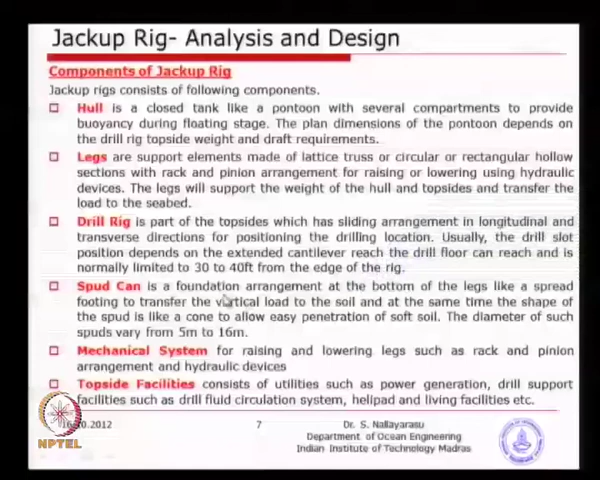 Jackup Rig- Analysis and Design
Components of Jackup Rig
Jackup rigs consists of following components.
Hull is a closed tank like a pontoon with several compartments to provide
buoyancy during floating stage. The plan dimensions of the pontoon depends on
the drill rig topside weight and draft requirements.
Legs are support elements made of lattice truss or circular or rectangular hollow
sections with rack and pinion arrangement for raising or lowering using hydraulic
devices. The legs will support the weight of the hull and topsides and transfer the
load to the seabed.
Drill Rig is part of the topsides which has sliding arrangement in longitudinal and
transverse directions for positioning the drilling location. Usually, the drill slot
position depends on the extended cantilever reach the drill floor can reach and is
normally limited to 30 to 40ft from the edge of the rig.
Spud Can is a foundation arrangement at the bottom of the legs like a spread
footing to transfer the vertical load to the soil and at the same time the shape of
the spud is like a cone to allow easy penetration of soft soil. The diameter of such
spuds vary from 5m to 16m.
Mechanical System for raising and lowering legs such as rack and pinion
arrangement and hydraulic devices
Topside Facilities consists of utilities such as power generation, drill support
facilities such as drill fluid circulation system, helipad and living facilities etc.
2012
7
Dr. S. Nallayarasu
Department of Ocean Engineering
Indian Institute of Technology Madras
NPTEL